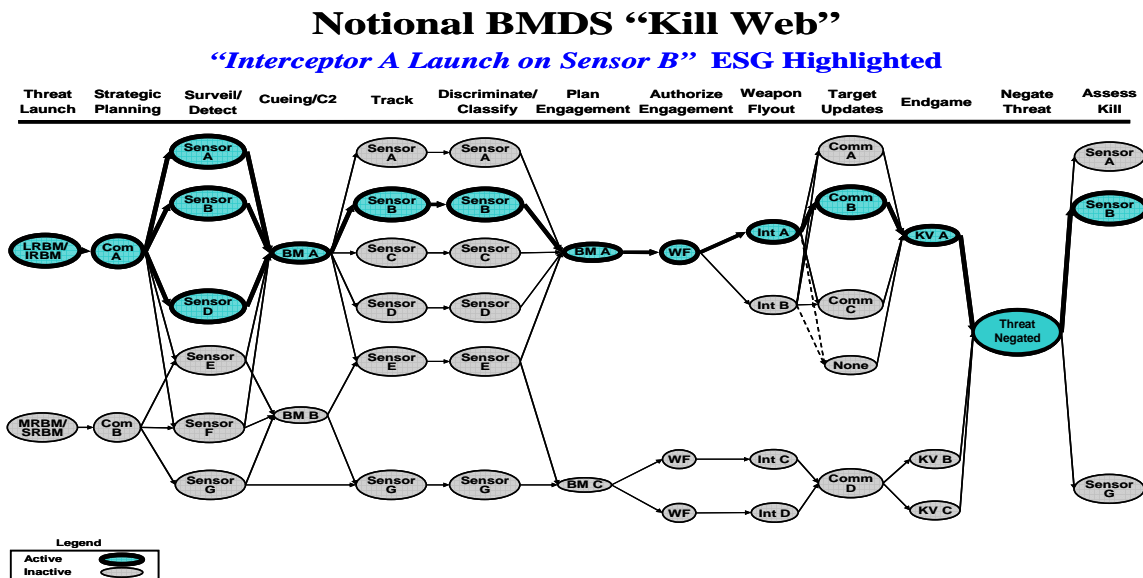 Notional BMDS “Kill Web”
“Interceptor A Launch on Sensor B” ESG Highlighted
Threat Launch
Strategic Planning
Surveil/ Detect
Cueing/C2
Track
Discriminate/ Classify
Plan Engagement
Authorize Engagement
Weapon Flyout
Target Updates
Endgame
Negate Threat
Assess Kill
LRBM/ IRBM
MRBM/ SRBM
Com A
Com B
Sensor A
Sensor B
Sensor D
Sensor E
Sensor F
Sensor G
BM A
BM B
Sensor A
Sensor B
Sensor C
Sensor D
Sensor E
Sensor G
Sensor A
Sensor B
Sensor C
Sensor D
Sensor E
Sensor G
BM A
BM C
WF
WF
WF
Int A
Int B
Int C
Int D
Comm A
Comm B
Comm C
None
Comm D
KV A
KV B
KV C
Threat Negated
Sensor A
Sensor B
Sensor G
Legend
Active
Inactive